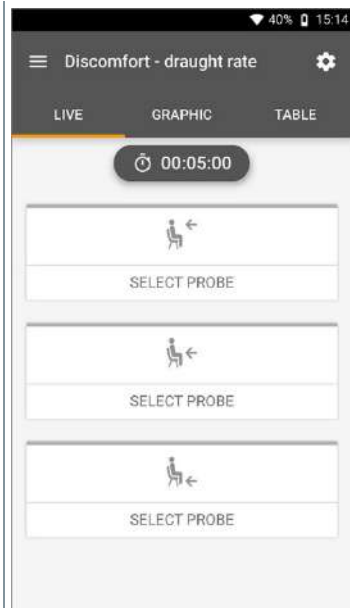 40% 15:14
Discomfort - draught rate
LIVE GRAPHIC TABLE
00:05:00
SELECT PROBE
SELECT PROBE
SELECT PROBE